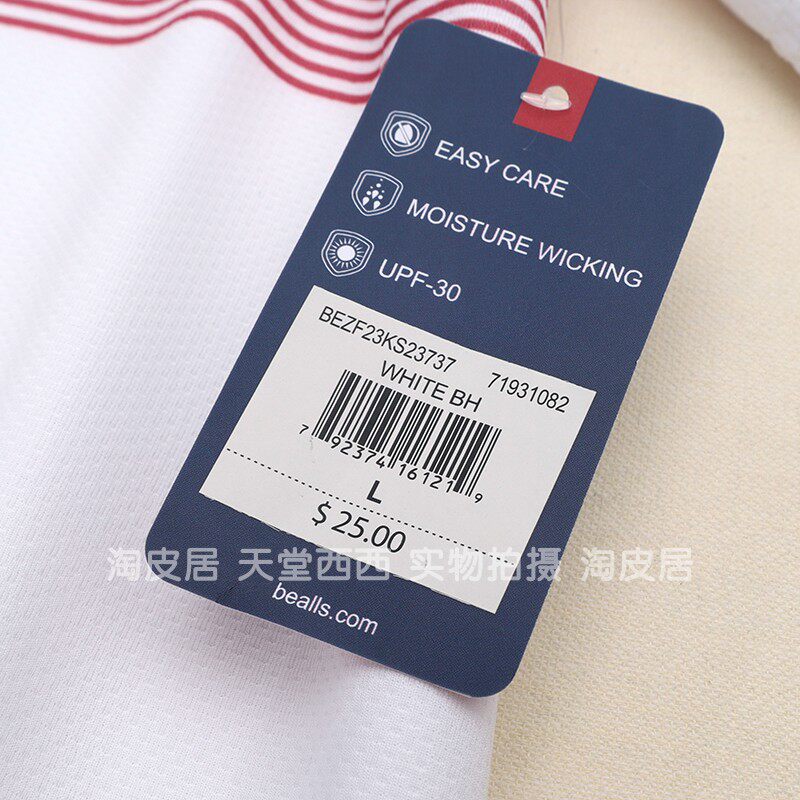 EASY CARE
MOISTURE WICKING
UPF-30
BEZF23KS23737 71931082
WHITE BH
7 92374 16121 9
L
$ 25.00
淘皮居 天堂西西 实物拍摄 淘皮居
bealls.com